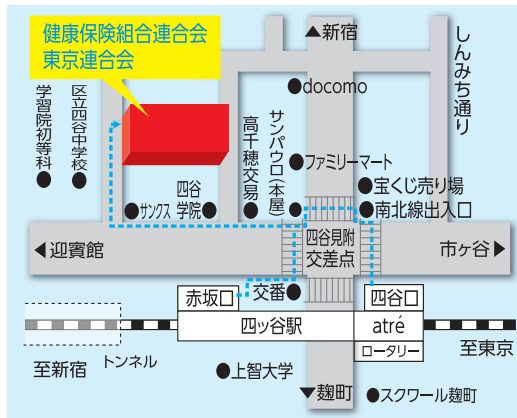 健康保険組合連合会
東京連合会
▲新宿
しんみち通り
docomo
学習院初等科
区立四谷中学校
高千穂交易
サンパウロ(本屋)
ファミリーマート
宝くじ売り場
南北線出入口
サンクス
四谷
学院
四谷見附
交差点
◀迎賓館
市ヶ谷▶
赤坂口
交番
四谷口
四ッ谷駅
atré
ロータリー
至新宿
トンネル
至東京
上智大学
▼麹町
スクワール麹町